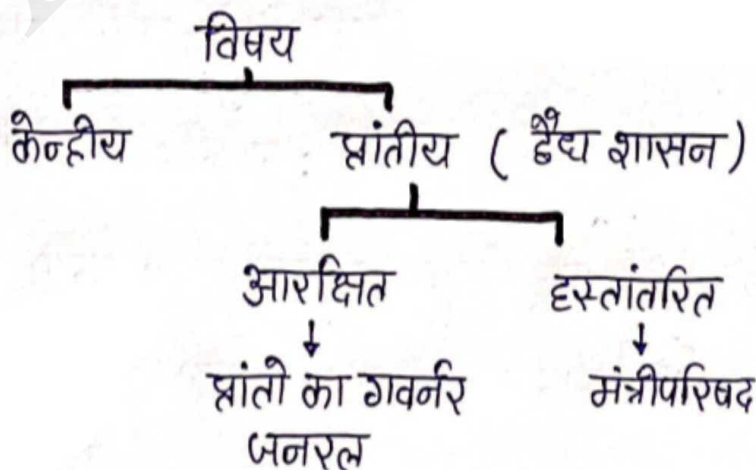 विषय
केन्द्रीय प्रांतीय ( द्वैध शासन )
आरक्षित हस्तांतरित
↓ ↓
प्रांतो का गवर्नर मंत्रीपरिषद
जनरल